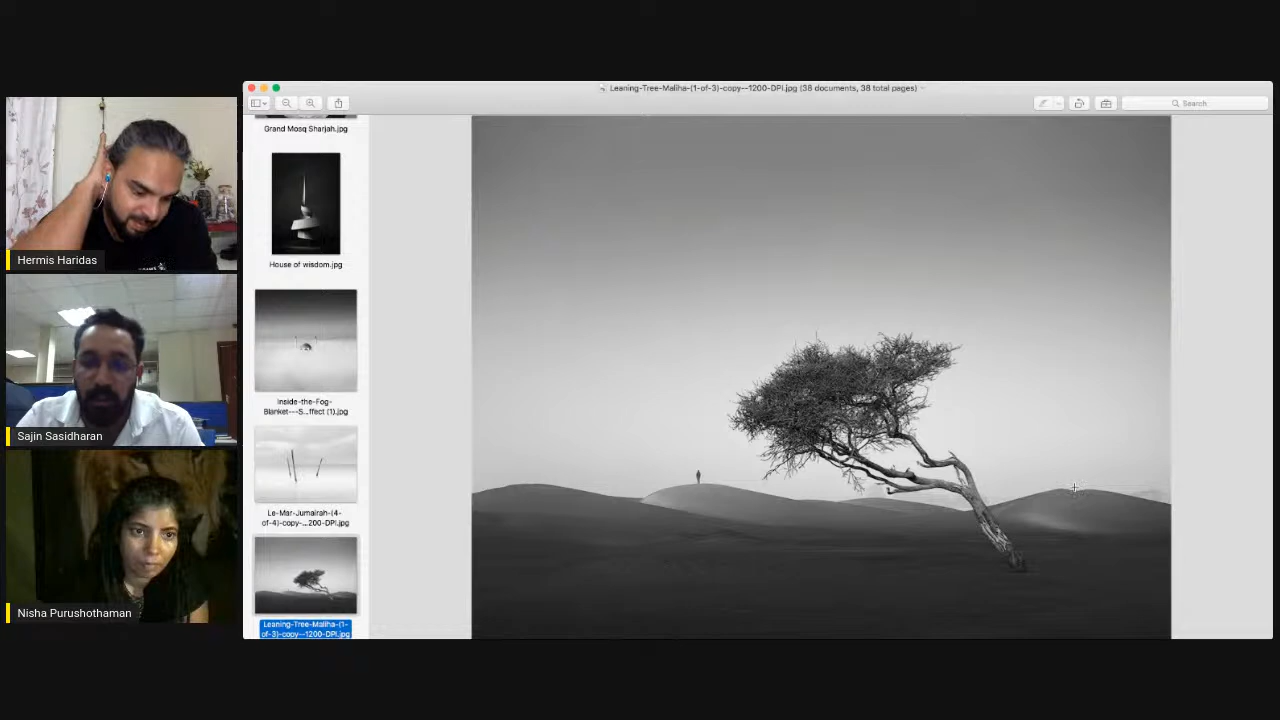 Leaning-Tree-Maliha-(1-of-3)-copy--1200-DPI.jpg (38 documents, 38 total pages)
Search
Grand Mosq Sharjah.jpg
House of wisdom.jpg
Inside-the-Fog-
Blanket---S...ffect (1).jpg
Le-Mar-Jumairah-(4-
of-4)-copy-...200-DPI.jpg
Leaning-Tree-Maliha-(1-
of-3)-copy--1200-DPI.jpg
Hermis Haridas
Sajin Sasidharan
Nisha Purushothaman